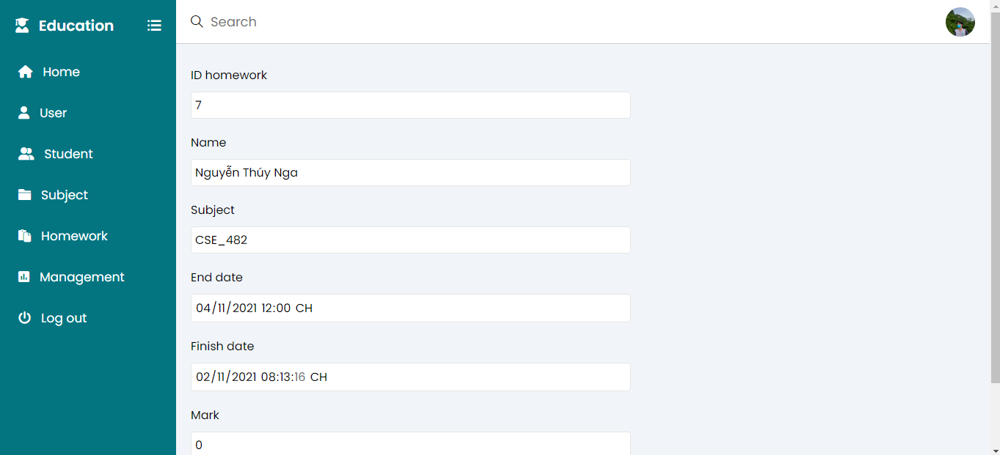 Education
Search
Home
User
Student
Subject
Homework
Management
Log out
ID homework
7
Name
Nguyễn Thúy Nga
Subject
CSE_482
End date
04/11/2021 12:00 CH
Finish date
02/11/2021 08:13:16 CH
Mark
0